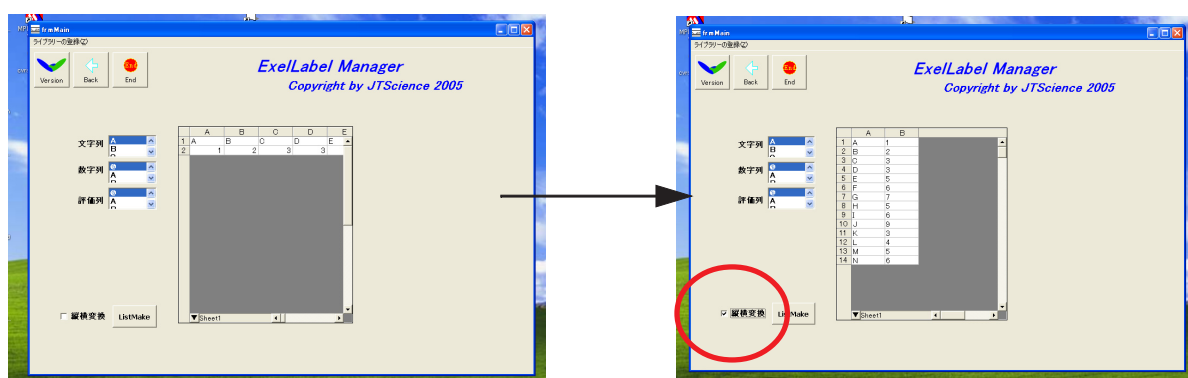 frmMain
ライブラリーの登録(Z)
Version Back End
ExelLabel Manager
Copyright by JTScience 2005
文字列 A
B
数字列 @
A
評価列 @
A
A B C D E
1 A B C D E
2 1 2 3 3
縦横変換 ListMake
Sheet1
frmMain
ライブラリーの登録(Z)
Version Back End
ExelLabel Manager
Copyright by JTScience 2005
文字列 A
B
数字列 @
A
評価列 @
A
A B
1 A 1
2 B 2
3 C 3
4 D 3
5 E 5
6 F 6
7 G 7
8 H 5
9 I 6
10 J 9
11 K 3
12 L 4
13 M 5
14 N 6
縦横変換 ListMake
Sheet1